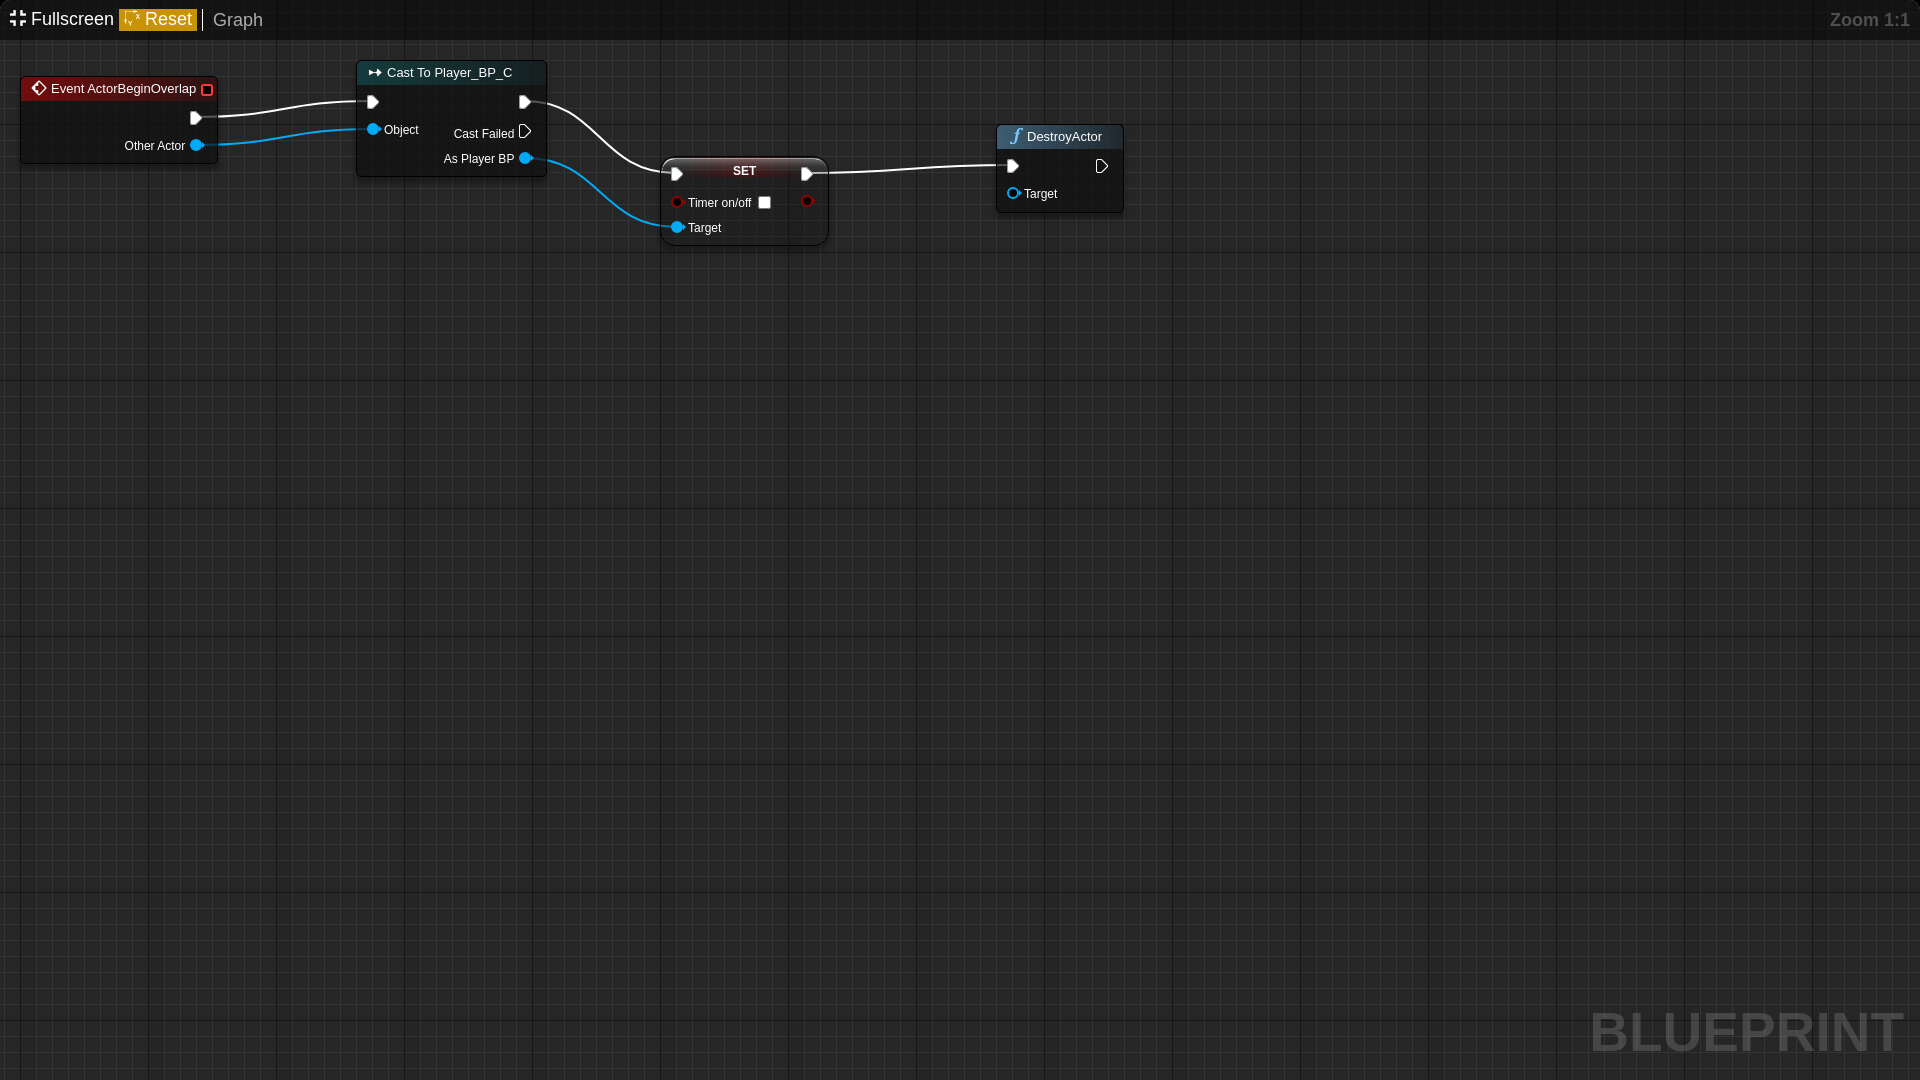 Fullscreen Reset Graph Zoom 1:1
Event ActorBeginOverlap
Other Actor
Cast To Player_BP_C
Object
Cast Failed
As Player BP
SET
Timer on/off
Target
DestroyActor
Target
BLUEPRINT